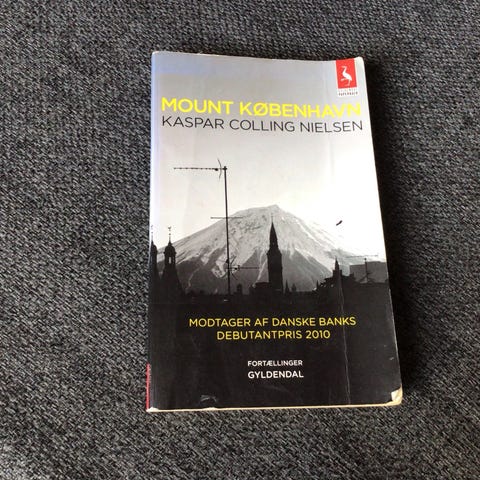 MOUNT KØBENHAVN
KASPAR COLLING NIELSEN
MODTAGER AF DANSKE BANKS
DEBUTANTPRIS 2010
FORTÆLLINGER
GYLDENDAL